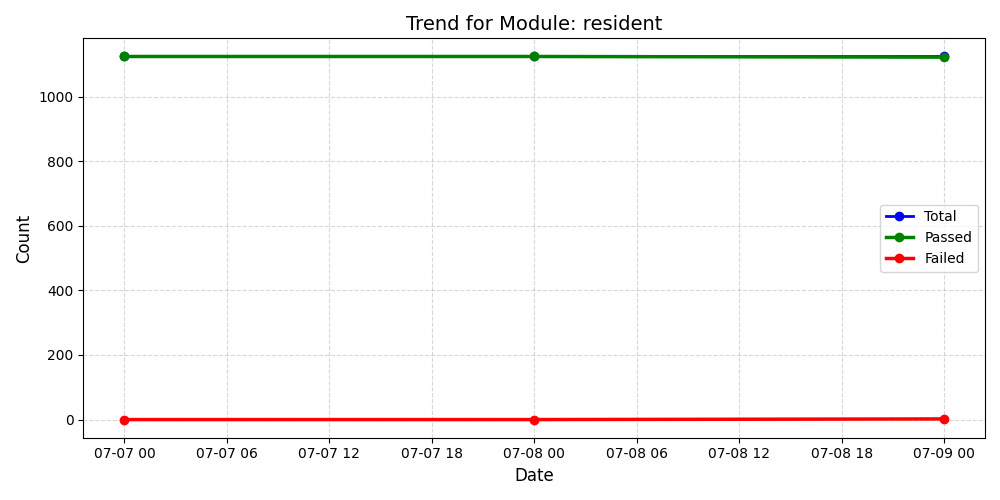 Trend for Module: resident
Count
1000
800
600
400
200
0
Total
Passed
Failed
07-07 00 07-07 06 07-07 12 07-07 18 07-08 00 07-08 06 07-08 12 07-08 18 07-09 00
Date